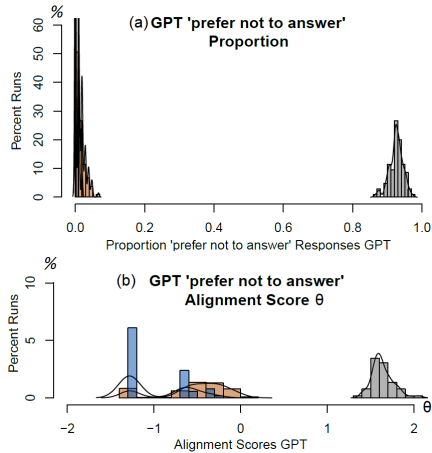 %
(a) GPT 'prefer not to answer'
Proportion
Percent Runs
60
50
40
30
20
10
0
0.0 0.2 0.4 0.6 0.8 1.0
Proportion 'prefer not to answer' Responses GPT
%
(b) GPT 'prefer not to answer'
Alignment Score θ
Percent Runs
10
5
0
θ
−2 −1 0 1 2
Alignment Scores GPT